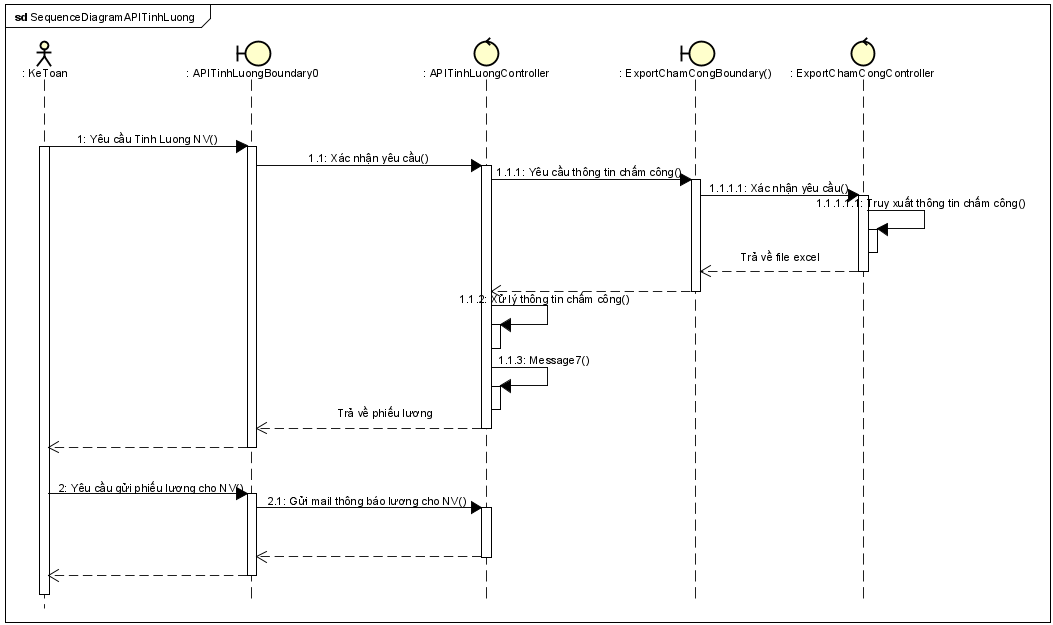 sd SequenceDiagramAPITinhLuong
: KeToan
: APITinhLuongBoundary0
: APITinhLuongController
: ExportChamCongBoundary()
: ExportChamCongController
1: Yêu cầu Tinh Luong NV()
1.1: Xác nhận yêu cầu()
1.1.1: Yêu cầu thông tin chấm công()
1.1.1.1: Xác nhận yêu cầu()
1.1.1.1.1: Truy xuất thông tin chấm công()
Trả về file excel
1.1.2: Xử lý thông tin chấm công()
1.1.3: Message7()
Trả về phiếu lương
2: Yêu cầu gửi phiếu lương cho NV()
2.1: Gửi mail thông báo lương cho NV()